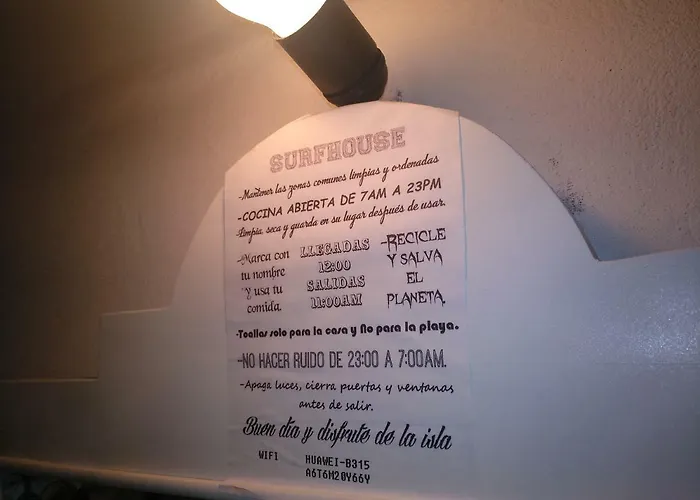 SURFHOUSE
-Mantener las zonas comunes limpias y ordenadas
-COCINA ABIERTA DE 7AM A 23PM
-Limpia, seca y guarda en su lugar después de usar.
-Marca con
tu nombre
y usa tu
comida.
LLEGADAS
12:00
SALIDAS
11:00AM
-RECICLE
Y SALVA
EL
PLANETA.
-Toallas solo para la casa y No para la playa.
-NO HACER RUIDO DE 23:00 A 7:00AM.
-Apaga luces, cierra puertas y ventanas
antes de salir.
Buen día y disfrute de la isla
WIFI HUAWEI-B315
A6T6M20Y66Y